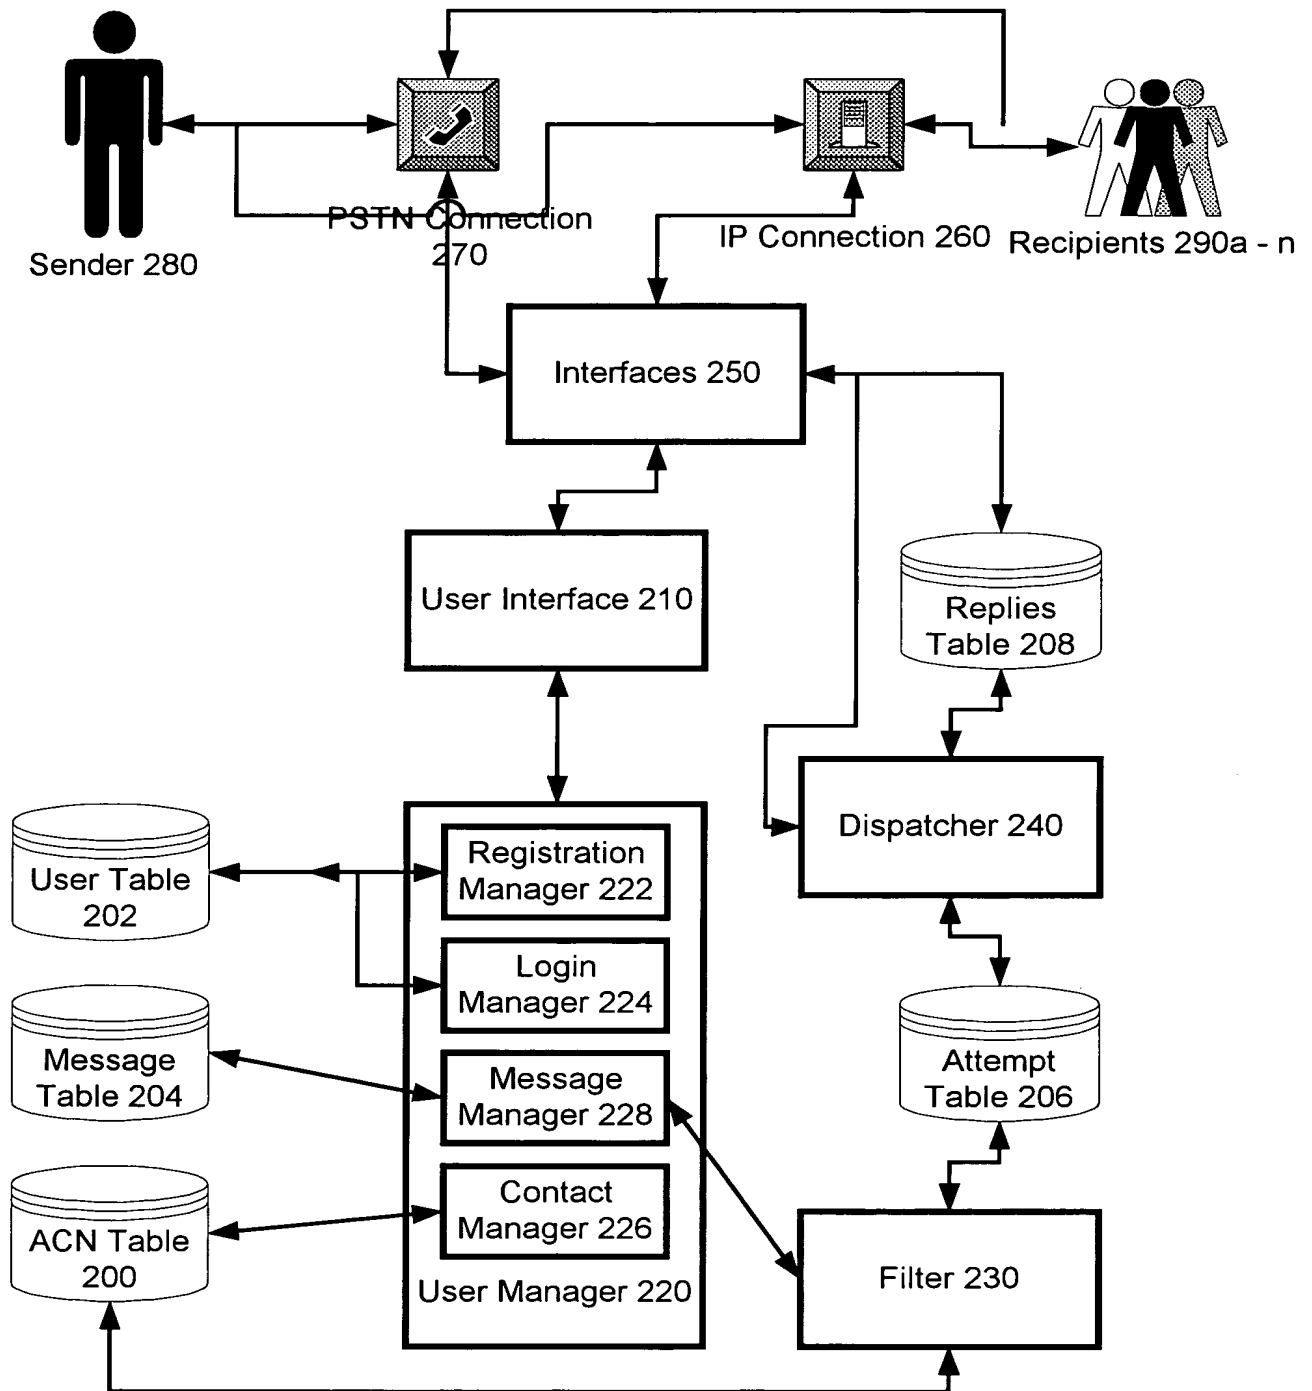 Sender 280
PSTN Connection
270
IP Connection 260
Recipients 290a - n
Interfaces 250
User Interface 210
Replies
Table 208
Dispatcher 240
User Table
202
Registration
Manager 222
Login
Manager 224
Message
Table 204
Message
Manager 228
Attempt
Table 206
ACN Table
200
Contact
Manager 226
User Manager 220
Filter 230